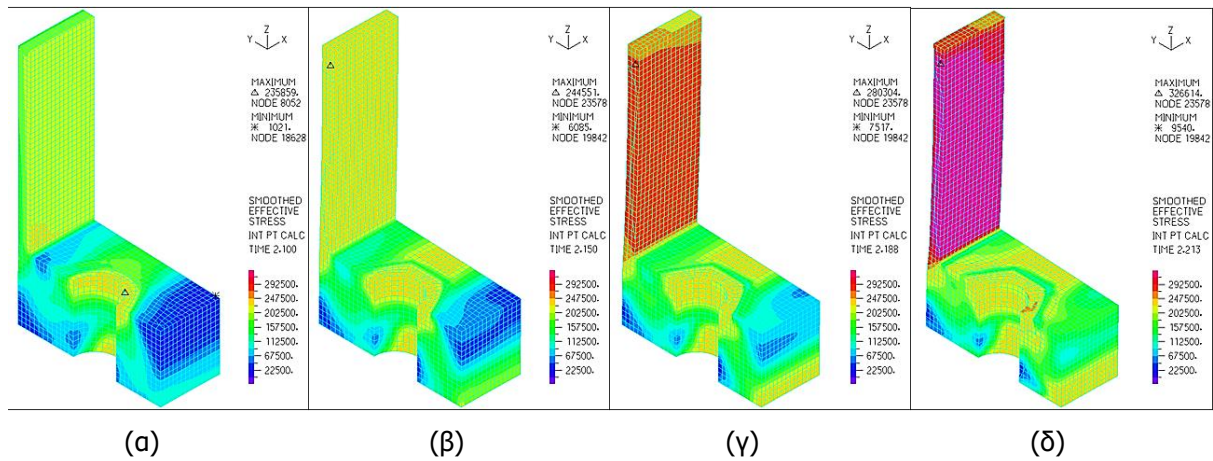 Z
Y X
MAXIMUM
△ 235859.
NODE 8052
MINIMUM
✳ 1021.
NODE 18628
SMOOTHED
EFFECTIVE
STRESS
INT PT CALC
TIME 2.100
292500.
247500.
202500.
157500.
112500.
67500.
22500.
(α)
Z
Y X
MAXIMUM
△ 244551.
NODE 23578
MINIMUM
✳ 6085.
NODE 19842
SMOOTHED
EFFECTIVE
STRESS
INT PT CALC
TIME 2.150
292500.
247500.
202500.
157500.
112500.
67500.
22500.
(β)
Z
Y X
MAXIMUM
△ 280304.
NODE 23578
MINIMUM
✳ 7517.
NODE 19842
SMOOTHED
EFFECTIVE
STRESS
INT PT CALC
TIME 2.188
292500.
247500.
202500.
157500.
112500.
67500.
22500.
(γ)
Z
Y X
MAXIMUM
△ 326614.
NODE 23578
MINIMUM
✳ 9540.
NODE 19842
SMOOTHED
EFFECTIVE
STRESS
INT PT CALC
TIME 2.213
292500.
247500.
202500.
157500.
112500.
67500.
22500.
(δ)